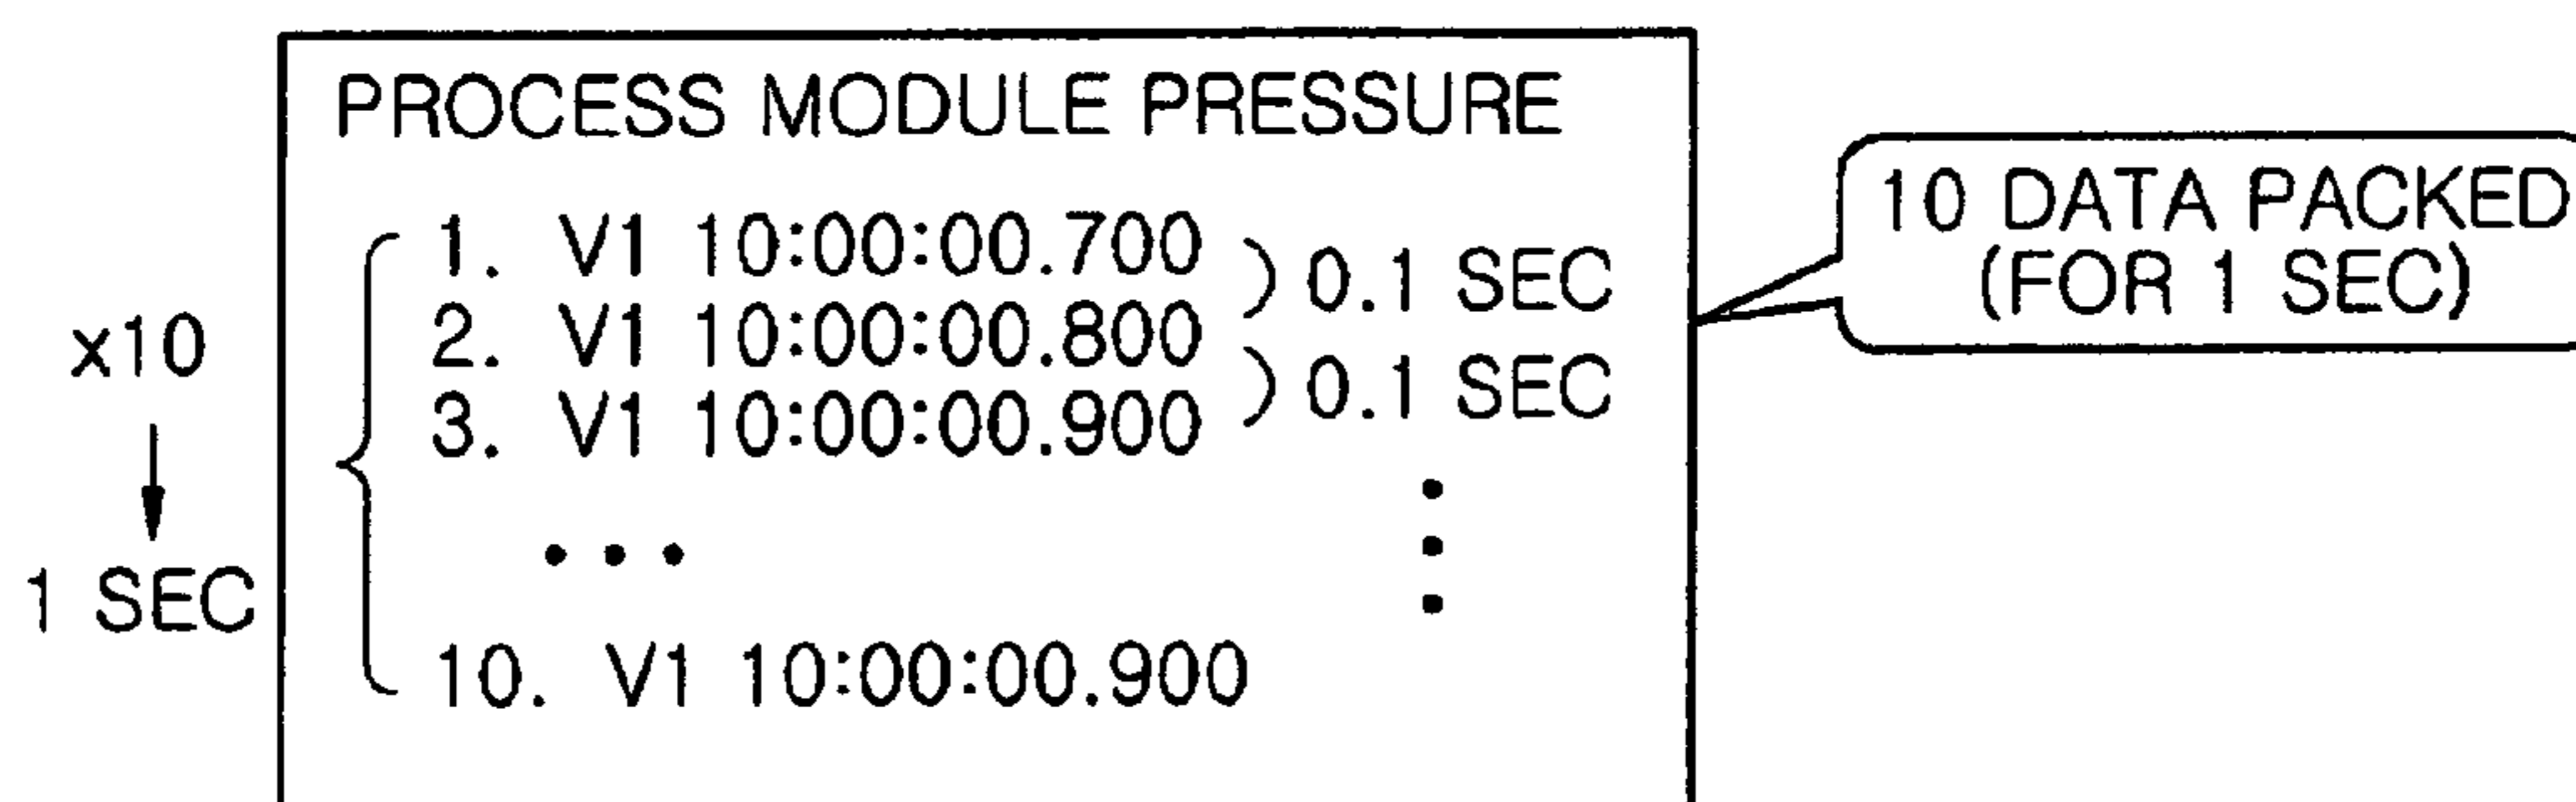 PROCESS MODULE PRESSURE
1. V1 10:00:00.700
2. V1 10:00:00.800
3. V1 10:00:00.900
• • •
10. V1 10:00:00.900
0.1 SEC
0.1 SEC
x10
1 SEC
10 DATA PACKED
(FOR 1 SEC)